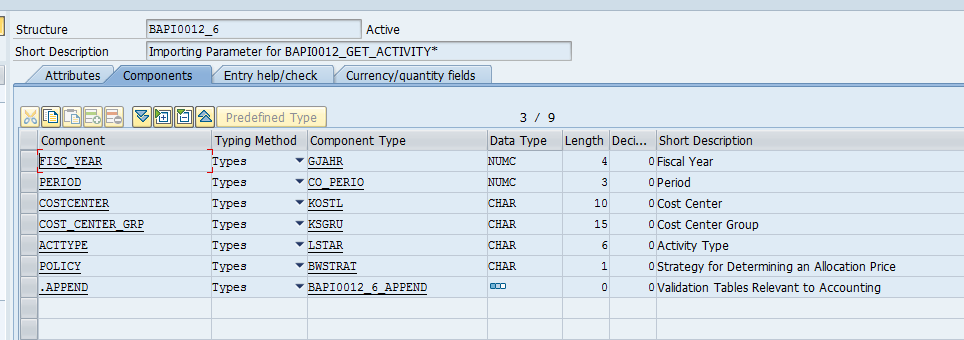 Structure BAPI0012_6 Active
Short Description Importing Parameter for BAPI0012_GET_ACTIVITY*
Attributes Components Entry help/check Currency/quantity fields
Predefined Type 3 / 9
Component Typing Method Component Type Data Type Length Deci... Short Description
FISC_YEAR Types GJAHR NUMC 4 0 Fiscal Year
PERIOD Types CO_PERIO NUMC 3 0 Period
COSTCENTER Types KOSTL CHAR 10 0 Cost Center
COST_CENTER_GRP Types KSGRU CHAR 15 0 Cost Center Group
ACTTYPE Types LSTAR CHAR 6 0 Activity Type
POLICY Types BWSTRAT CHAR 1 0 Strategy for Determining an Allocation Price
.APPEND Types BAPI0012_6_APPEND 0 0 Validation Tables Relevant to Accounting